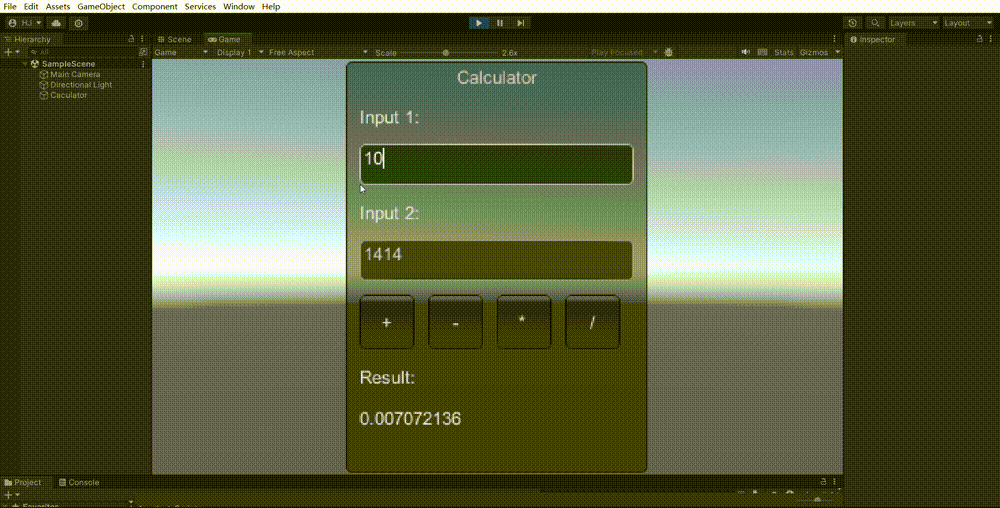 File Edit Assets GameObject Component Services Window Help
HJ Layers Layout
Hierarchy Scene Game Inspector
All Game Display 1 Free Aspect Scale 2.6x Play Focused Stats Gizmos
SampleScene
Main Camera
Directional Light
Caculator
Calculator
Input 1:
10
Input 2:
1414
+ - * /
Result:
0.007072136
Project Console
Favorites